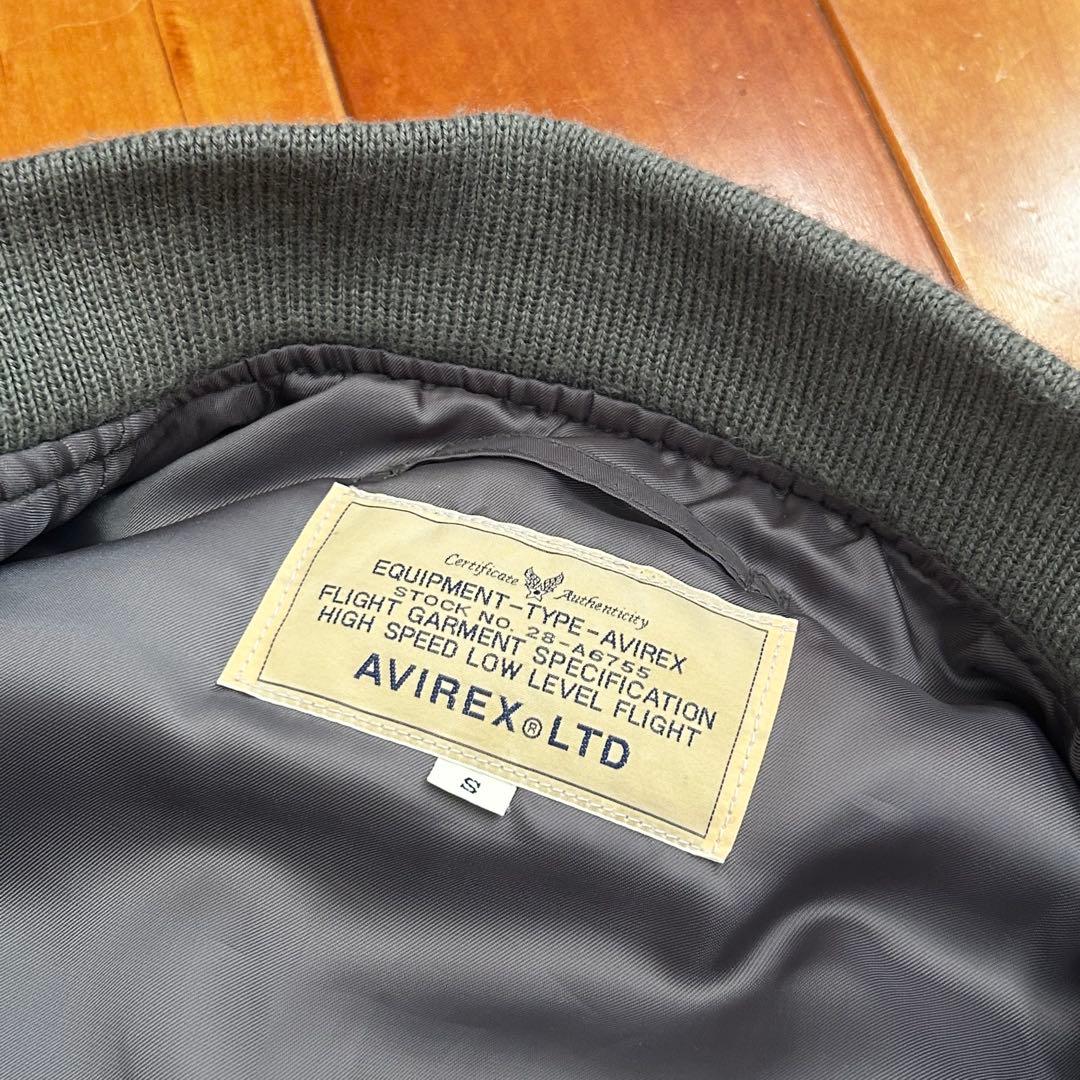 Certificate Authenticity
EQUIPMENT-TYPE-AVIREX
STOCK NO. 28-A6755
FLIGHT GARMENT SPECIFICATION
HIGH SPEED LOW LEVEL FLIGHT
AVIREX® LTD
S